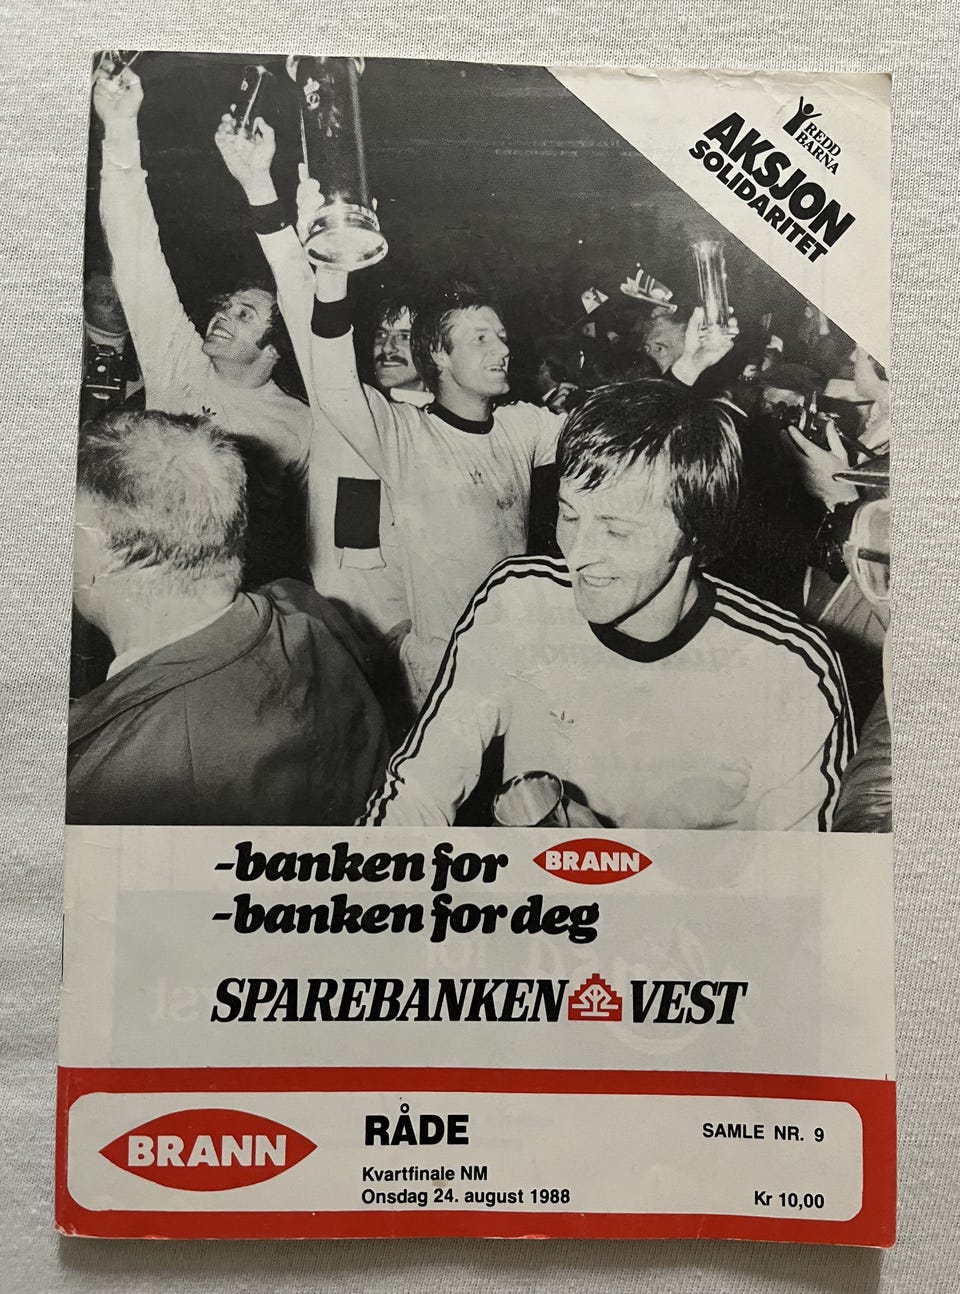 REDD
BARNA
AKSJON
SOLIDARITET
-banken for BRANN
-banken for deg
SPAREBANKEN VEST
BRANN
RÅDE
Kvartfinale NM
Onsdag 24. august 1988
SAMLE NR. 9
Kr 10,00